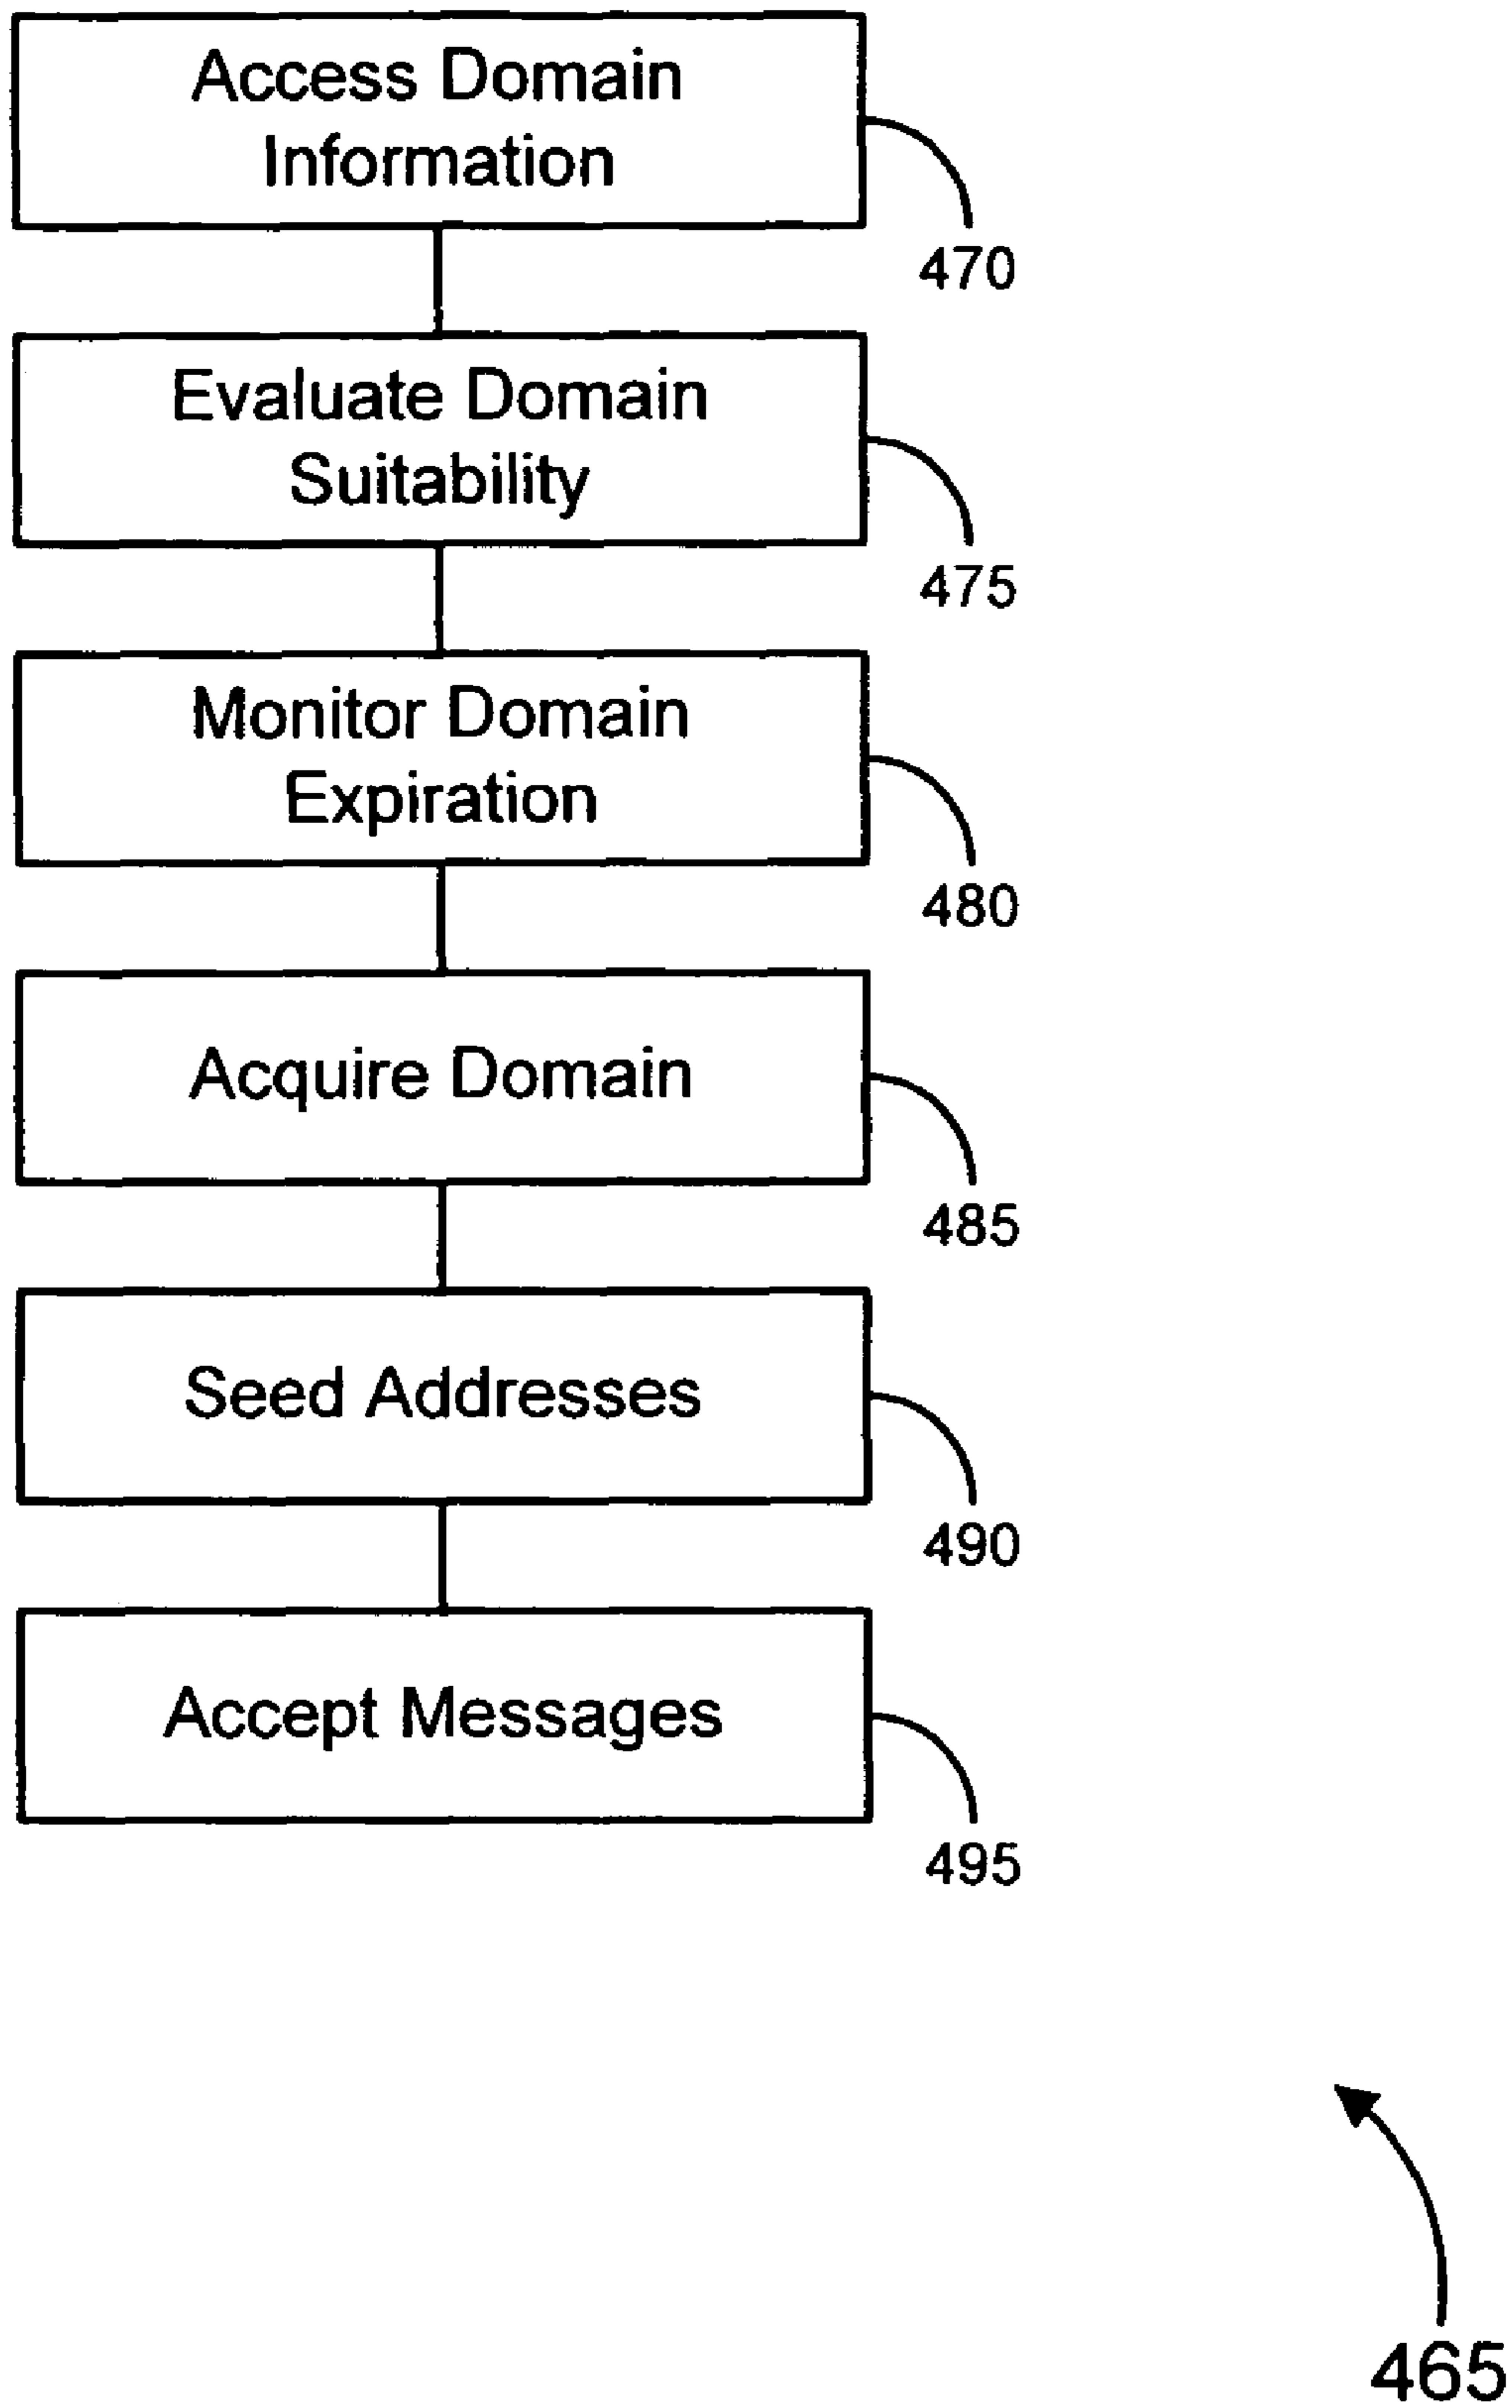 Access Domain
Information
470
Evaluate Domain
Suitability
475
Monitor Domain
Expiration
480
Acquire Domain
485
Seed Addresses
490
Accept Messages
495
465